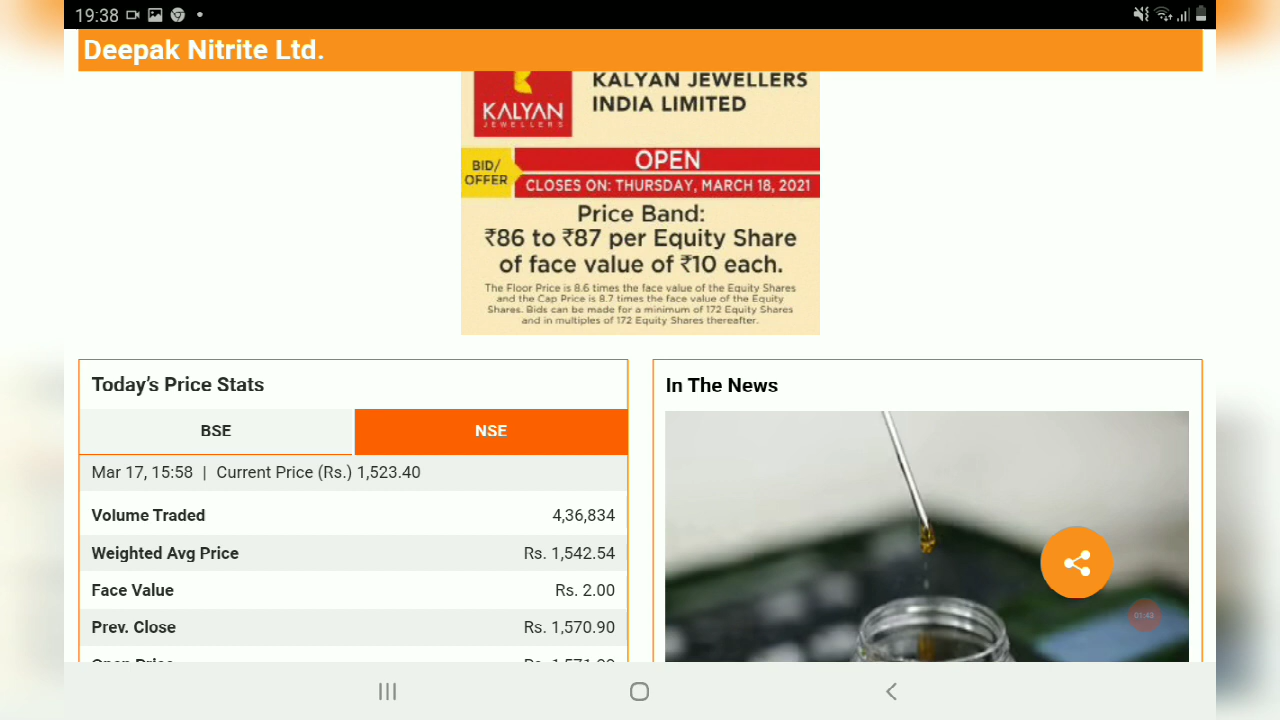 19:38
Deepak Nitrite Ltd.
KALYAN
JEWELLERS
KALYAN JEWELLERS
INDIA LIMITED
BID/
OFFER
OPEN
CLOSES ON: THURSDAY, MARCH 18, 2021
Price Band:
₹86 to ₹87 per Equity Share
of face value of ₹10 each.
The Floor Price is 8.6 times the face value of the Equity Shares
and the Cap Price is 8.7 times the face value of the Equity
Shares. Bids can be made for a minimum of 172 Equity Shares
and in multiples of 172 Equity Shares thereafter.
Today's Price Stats
BSE NSE
Mar 17, 15:58 | Current Price (Rs.) 1,523.40
Volume Traded 4,36,834
Weighted Avg Price Rs. 1,542.54
Face Value Rs. 2.00
Prev. Close Rs. 1,570.90
In The News
01:43